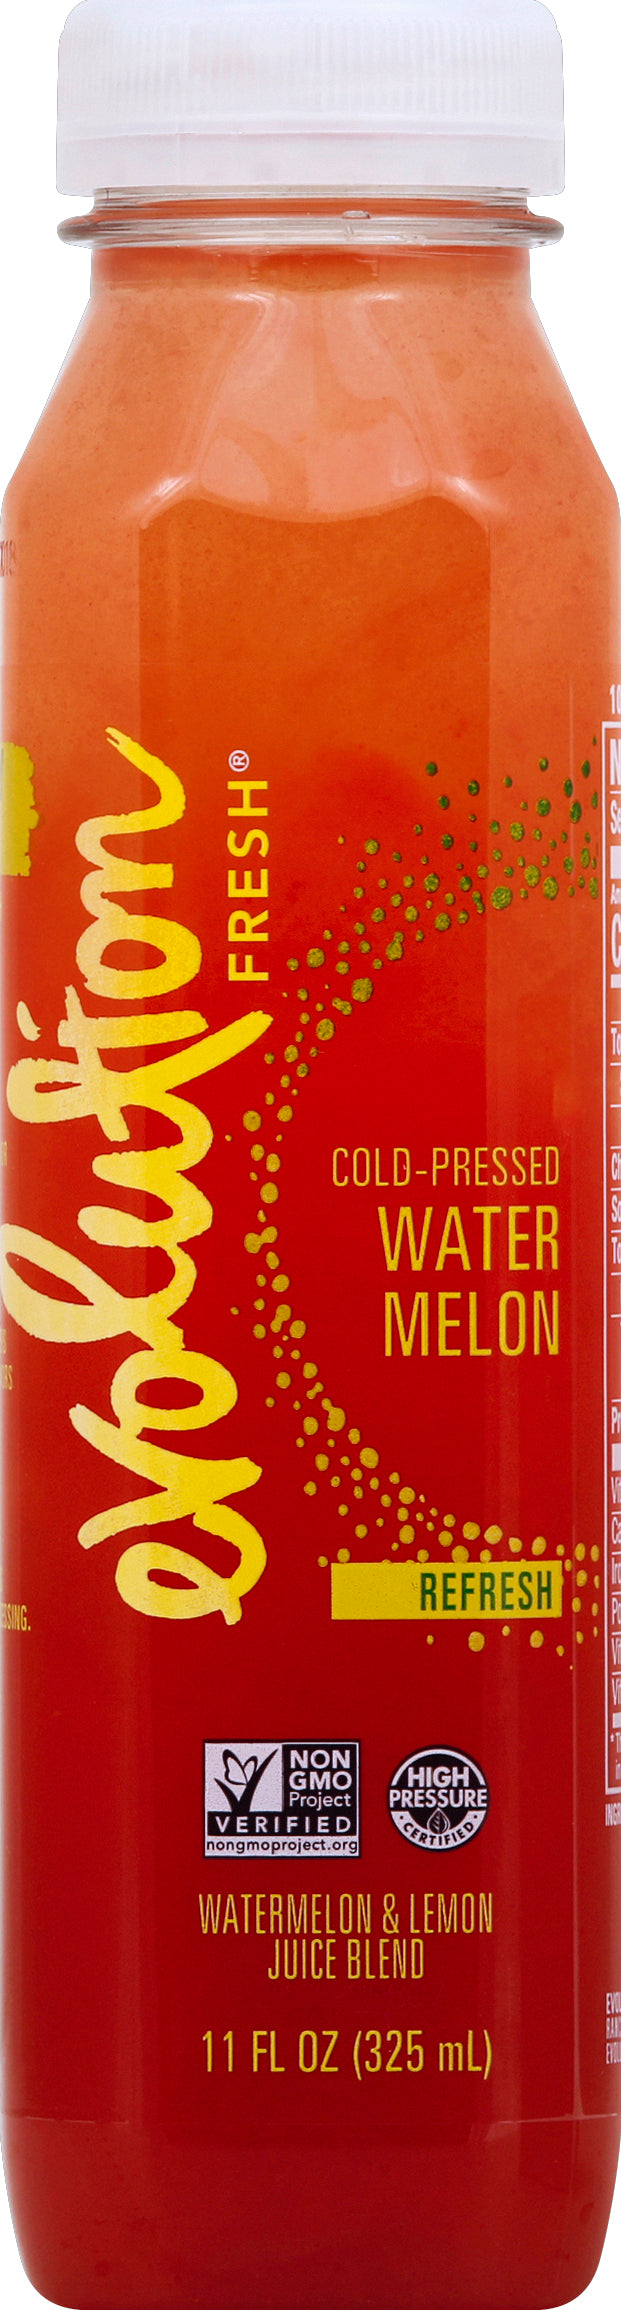 evolution
FRESH®
COLD-PRESSED
WATER
MELON
REFRESH
NON
GMO
Project
VERIFIED
nongmoproject.org
HIGH
PRESSURE
CERTIFIED
WATERMELON & LEMON
JUICE BLEND
11 FL OZ (325 mL)